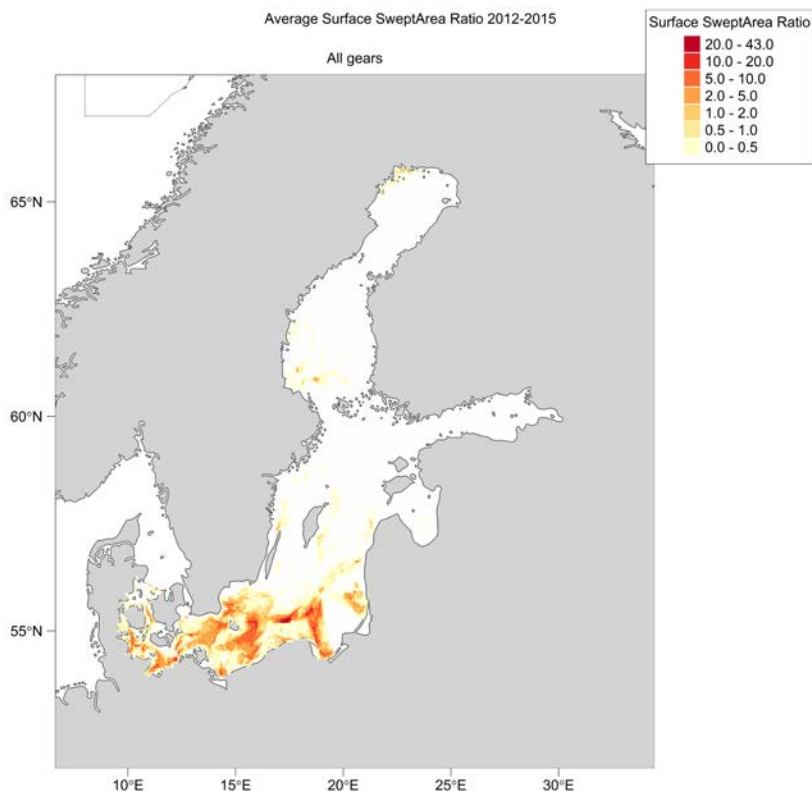 Average Surface SweptArea Ratio 2012-2015
All gears
Surface SweptArea Ratio
20.0 - 43.0
10.0 - 20.0
5.0 - 10.0
2.0 - 5.0
1.0 - 2.0
0.5 - 1.0
0.0 - 0.5
65°N
60°N
55°N
10°E 15°E 20°E 25°E 30°E